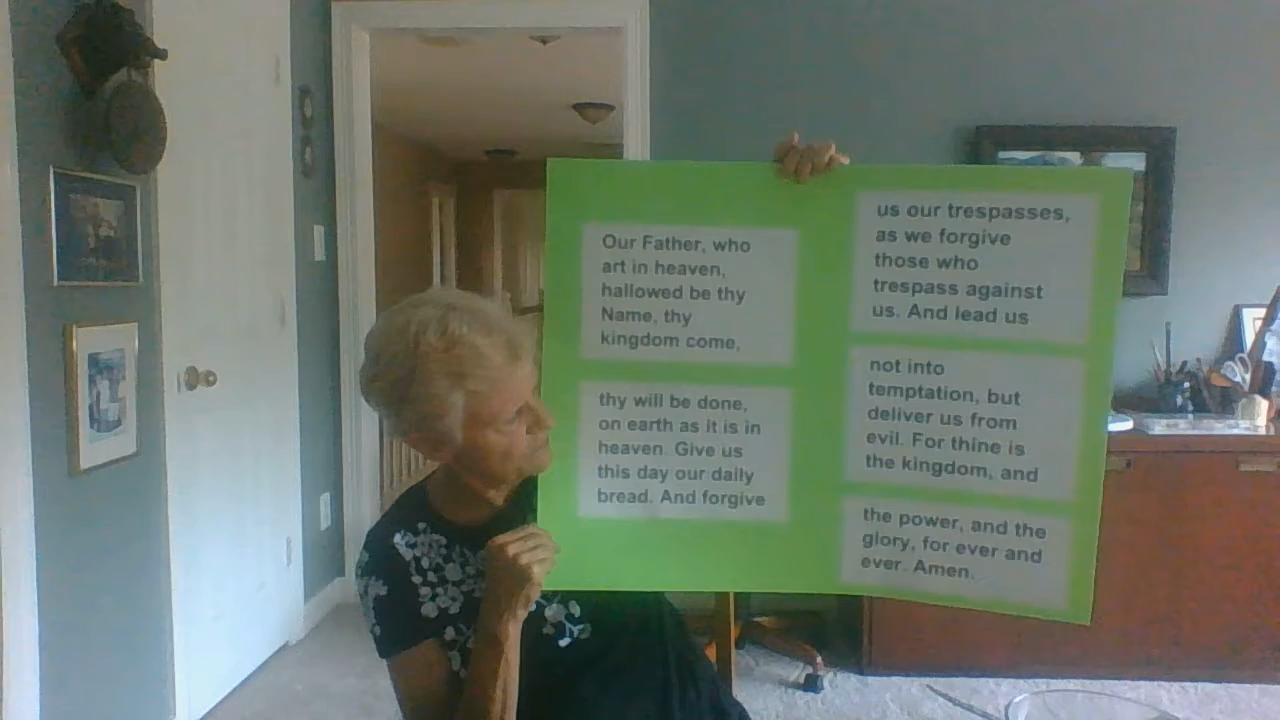 Our Father, who
art in heaven,
hallowed be thy
Name, thy
kingdom come,
thy will be done,
on earth as it is in
heaven. Give us
this day our daily
bread. And forgive
us our trespasses,
as we forgive
those who
trespass against
us. And lead us
not into
temptation, but
deliver us from
evil. For thine is
the kingdom, and
the power, and the
glory, for ever and
ever. Amen.